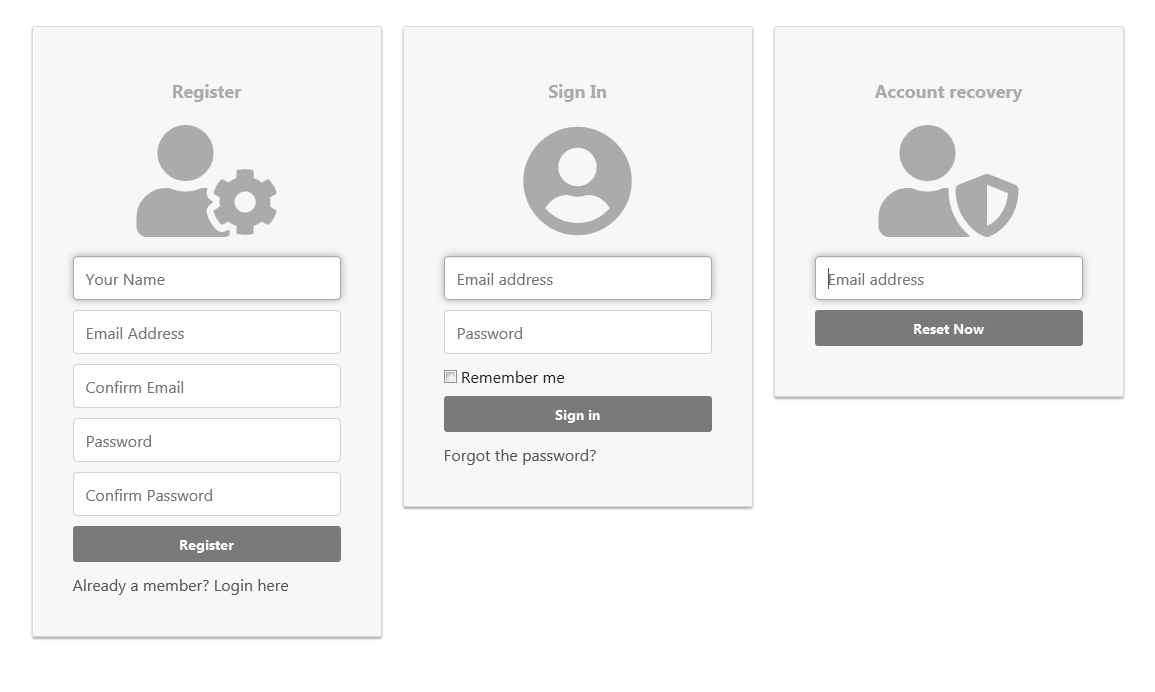 Register
Your Name
Email Address
Confirm Email
Password
Confirm Password
Register
Already a member? Login here
Sign In
Email address
Password
Remember me
Sign in
Forgot the password?
Account recovery
Email address
Reset Now